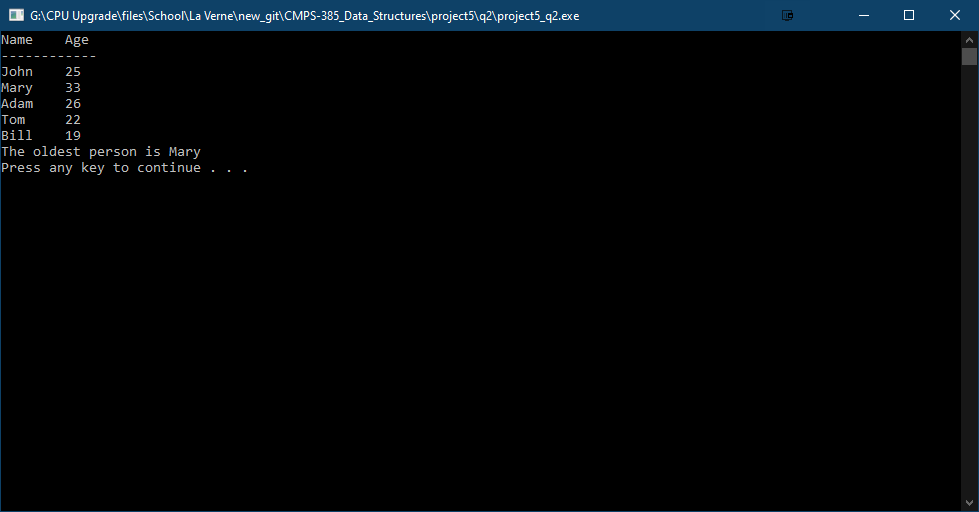 G:\CPU Upgrade\files\School\La Verne\new_git\CMPS-385_Data_Structures\project5\q2\project5_q2.exe
Name    Age
------------
John    25
Mary    33
Adam    26
Tom     22
Bill    19
The oldest person is Mary
Press any key to continue . . .